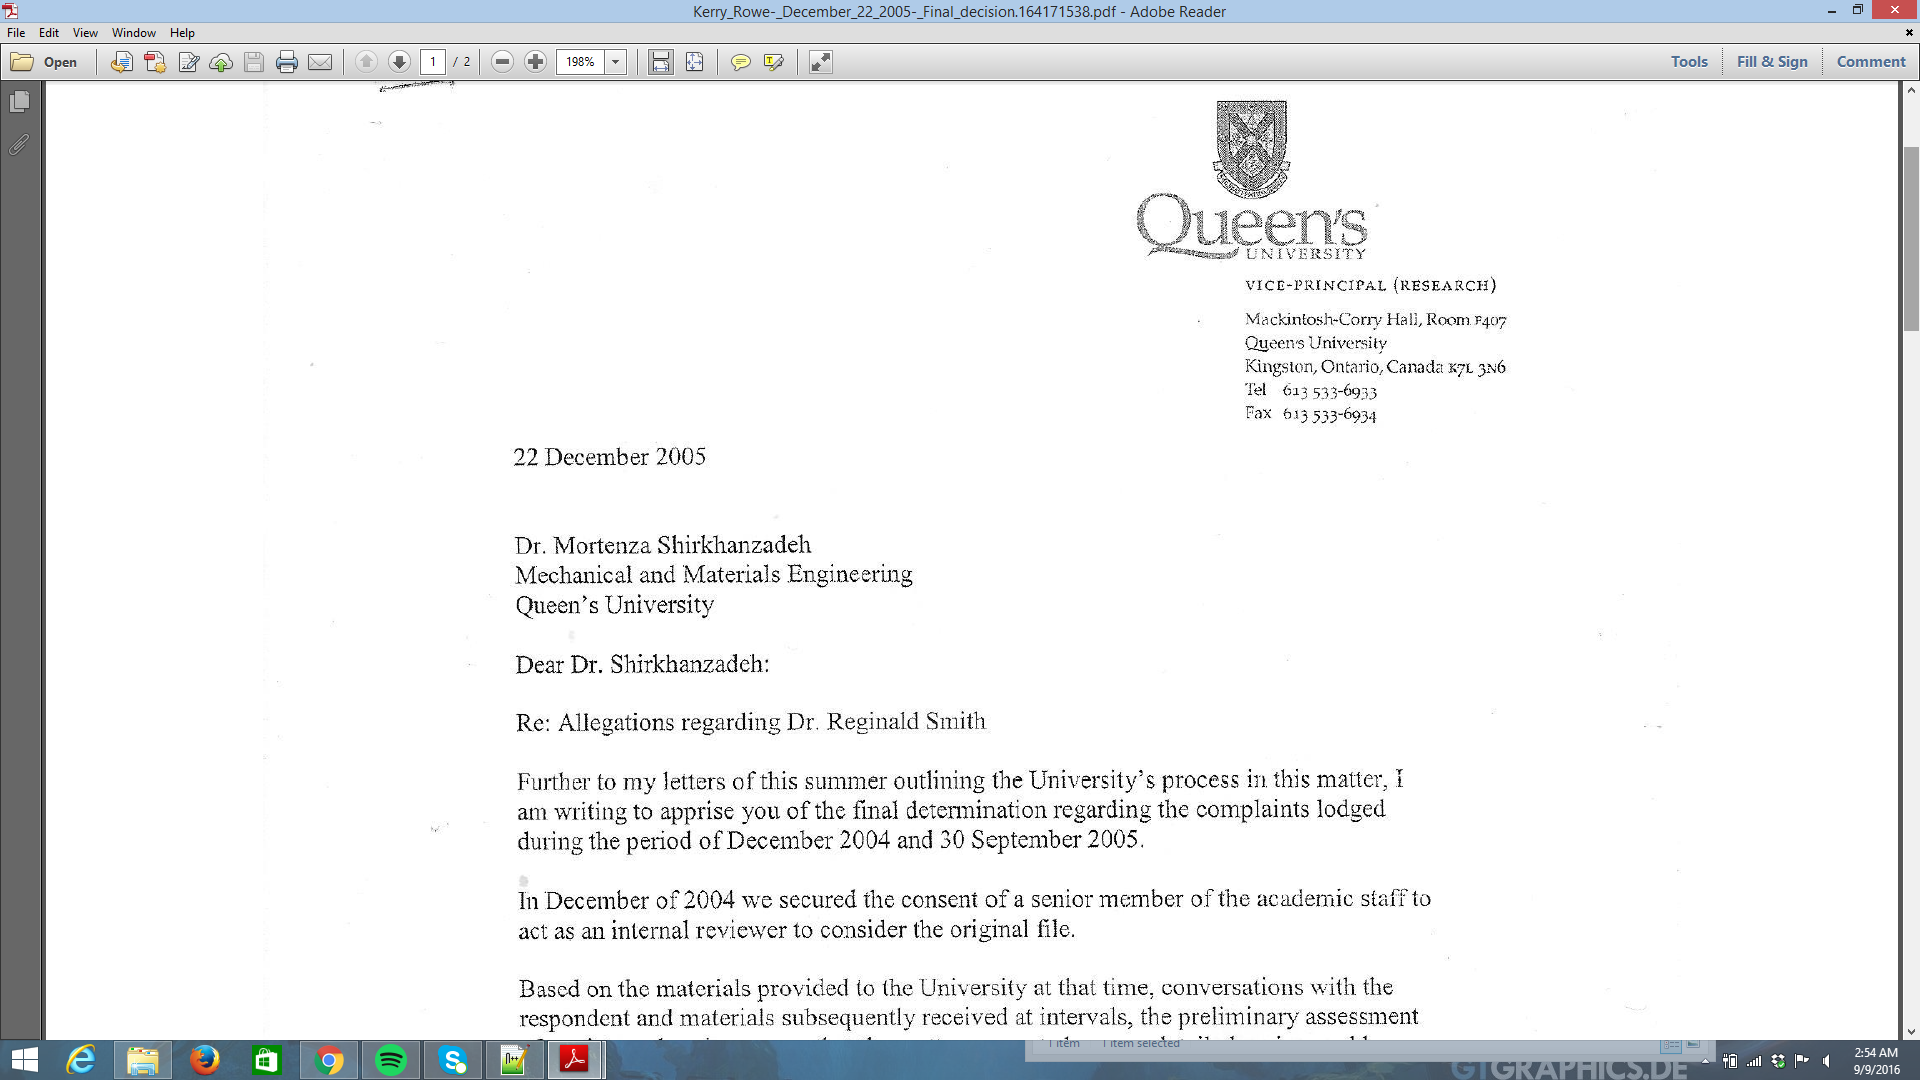 Kerry_Rowe-_December_22_2005-_Final_decision.164171538.pdf - Adobe Reader
File Edit View Window Help
Open 1 / 2 198% Tools Fill & Sign Comment
Queen's
UNIVERSITY
VICE-PRINCIPAL (RESEARCH)
Mackintosh-Corry Hall, Room F407
Queen's University
Kingston, Ontario, Canada K7L 3N6
Tel 613 533-6933
Fax 613 533-6934
22 December 2005
Dr. Mortenza Shirkhanzadeh
Mechanical and Materials Engineering
Queen's University
Dear Dr. Shirkhanzadeh:
Re: Allegations regarding Dr. Reginald Smith
Further to my letters of this summer outlining the University's process in this matter, I
am writing to apprise you of the final determination regarding the complaints lodged
during the period of December 2004 and 30 September 2005.
In December of 2004 we secured the consent of a senior member of the academic staff to
act as an internal reviewer to consider the original file.
Based on the materials provided to the University at that time, conversations with the
respondent and materials subsequently received at intervals, the preliminary assessment
1 item 1 item selected
GTGRAPHICS.DE
2:54 AM
9/9/2016